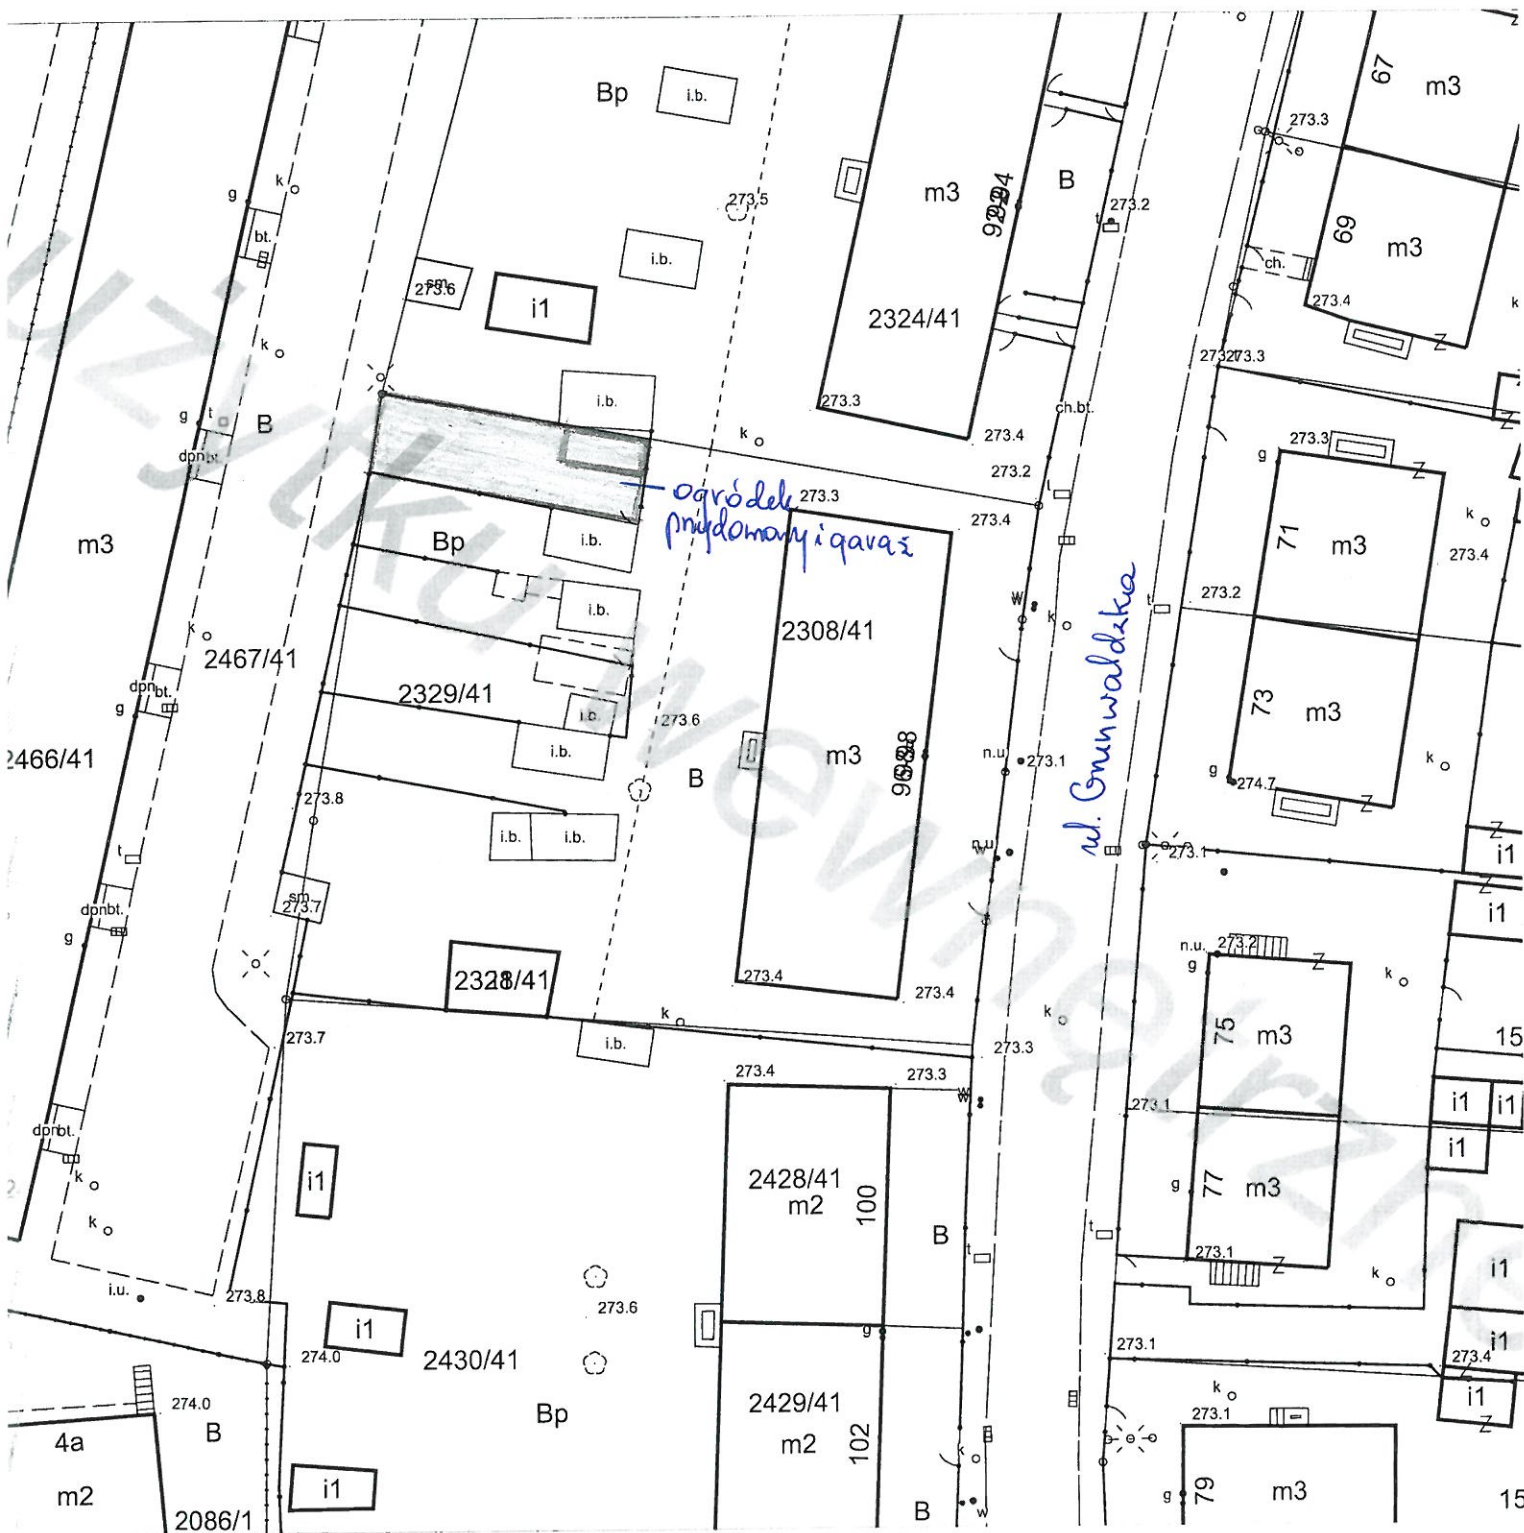 67
m3
Bp
i.b.
273.3
k
m3
B
273.5
g
69
m3
273.2
t
bt.
i.b.
ch.
sm.
273.6
i1
273.4
k
2324/41
Z
k
273.3
i.b.
273.3
ch.bt.
g
t
B
k
273.4
273.3
Z
Z
g
273.2
t
ogródek
przydomowy i garaż
273.3
273.4
k
k
71
m3
273.4
m3
Bp
i.b.
i.b.
2308/41
w
k
t
273.2
ul. Grunwaldzka
k
2467/41
2329/41
i.b.
273.6
73
m3
dpn
bt.
g
i.b.
m3
n.u.
273.1
k
2466/41
B
g
274.7
Z
Z
273.8
i.b.
i.b.
n.u.
w
273.1
Z
i1
t
Z
i1
sm.
273.7
dpnbt.
g
n.u.
273.2
g
Z
k
273.4
273.4
k
k
75
m3
15
273.7
i.b.
273.3
273.4
273.3
w
273.1
i1
i1
i1
dpnbt.
i1
2428/41
m2
100
77
m3
g
k
k
B
t
t
273.1
Z
k
i1
i.u.
273.8
273.6
i1
g
i1
274.0
2430/41
273.1
273.4
Z
k
i1
274.0
Bp
2429/41
m2
102
273.1
Z
B
4a
k
m2
i1
B
w
g
79
m3
15
2086/1
użytku wewnętrzne